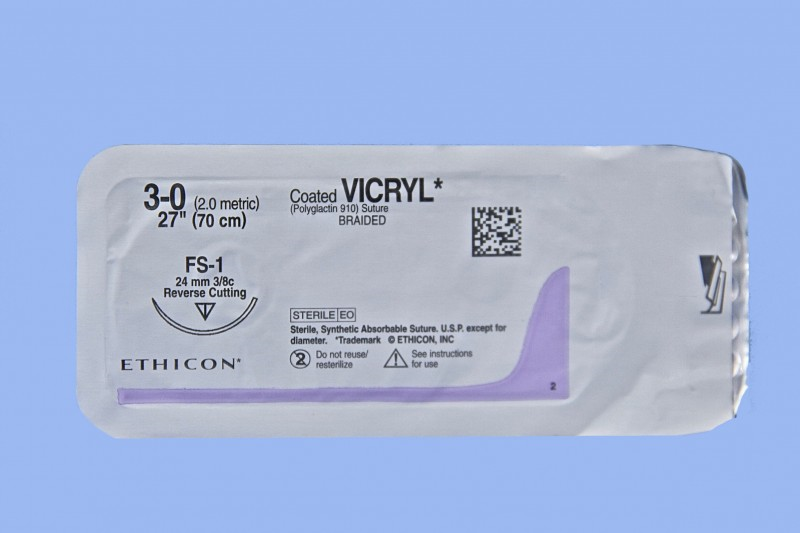 3-0 (2.0 metric)
27" (70 cm)
Coated VICRYL*
(Polyglactin 910) Suture
BRAIDED
FS-1
24 mm 3/8c
Reverse Cutting
ETHICON*
STERILE EO
Sterile, Synthetic Absorbable Suture. U.S.P. except for
diameter. *Trademark © ETHICON, INC
2 Do not reuse/
resterilize
! See instructions
for use
2